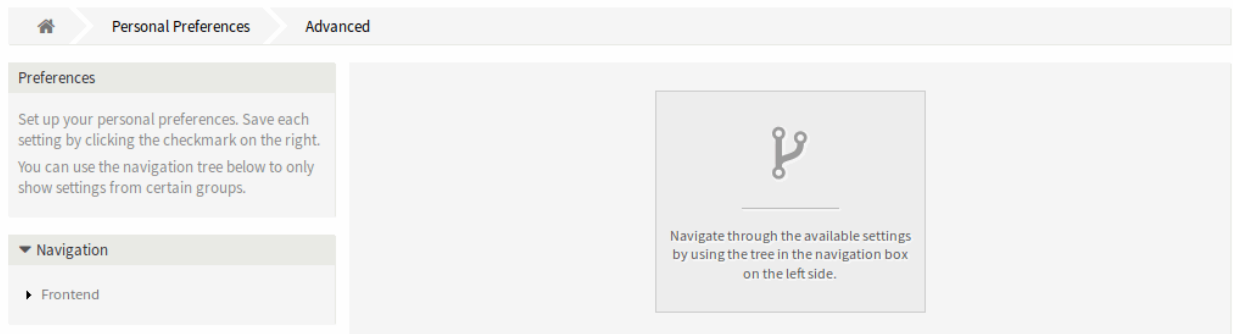 Personal Preferences Advanced
Preferences
Set up your personal preferences. Save each
setting by clicking the checkmark on the right.
You can use the navigation tree below to only
show settings from certain groups.
Navigation
Frontend
Navigate through the available settings
by using the tree in the navigation box
on the left side.